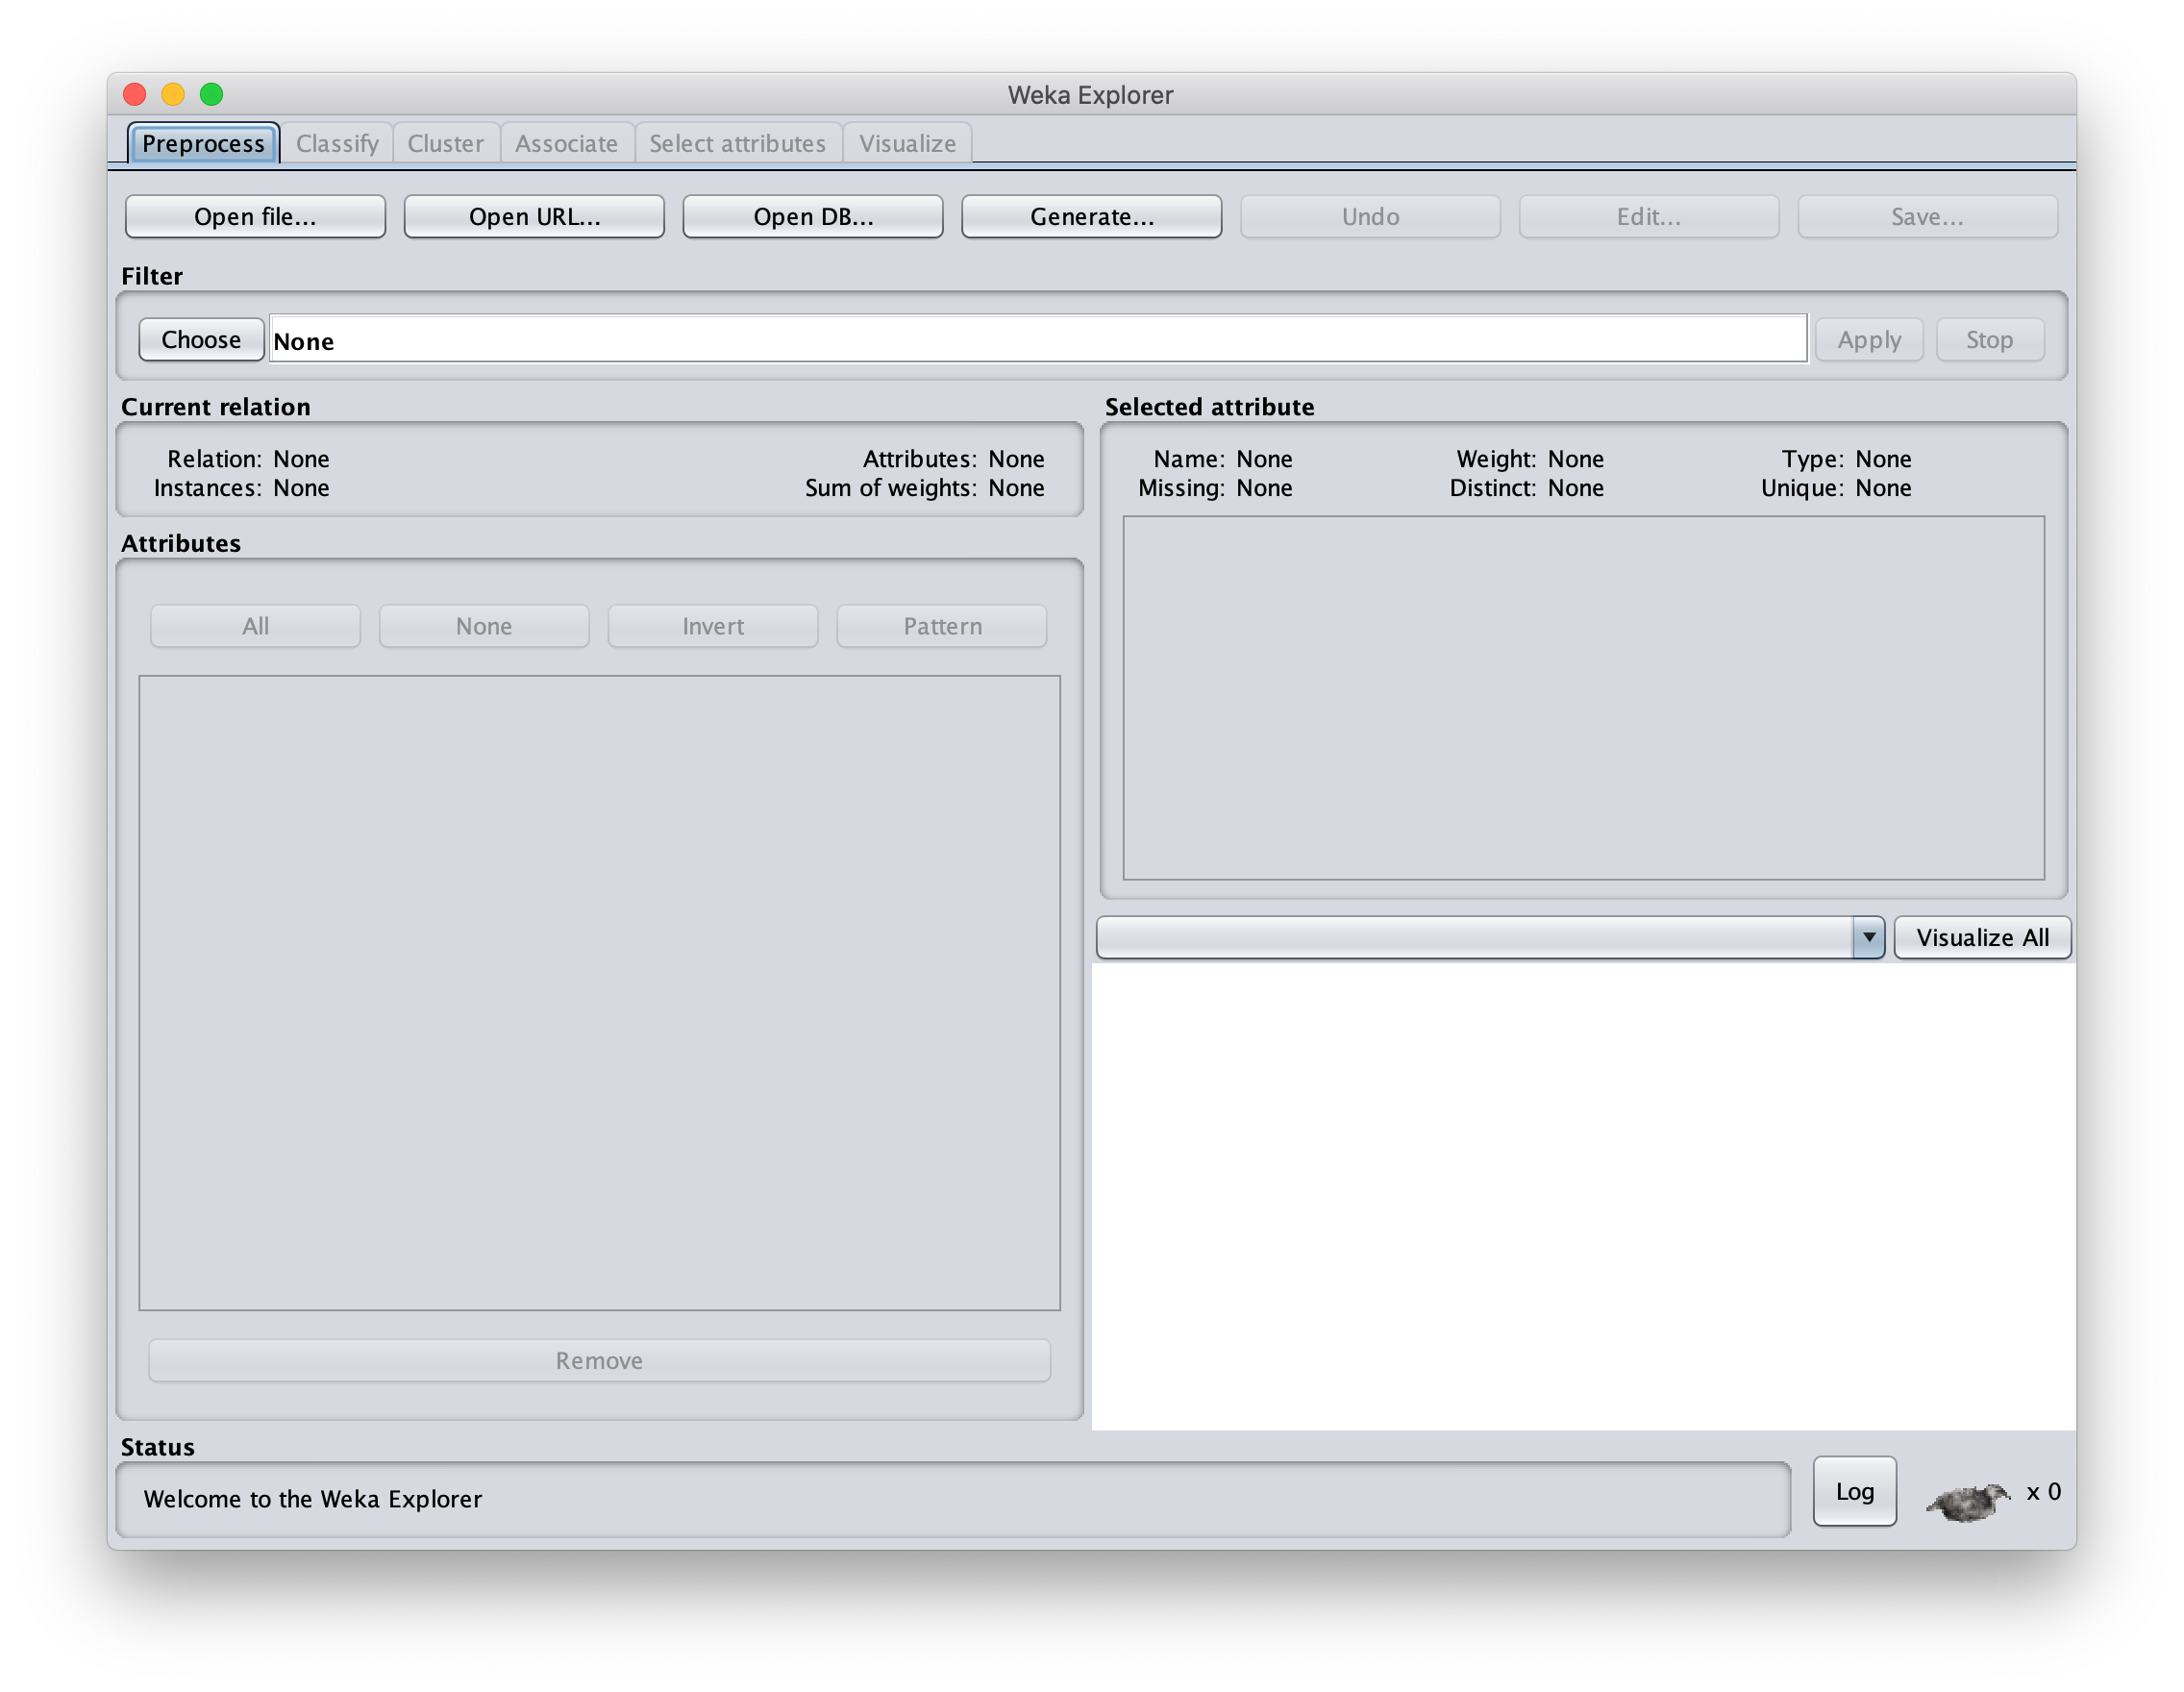 Weka Explorer
Preprocess Classify Cluster Associate Select attributes Visualize
Open file... Open URL... Open DB... Generate... Undo Edit... Save...
Filter
Choose None Apply Stop
Current relation
Relation: None Attributes: None
Instances: None Sum of weights: None
Attributes
All None Invert Pattern
Remove
Selected attribute
Name: None Weight: None Type: None
Missing: None Distinct: None Unique: None
Visualize All
Status
Welcome to the Weka Explorer
Log x 0